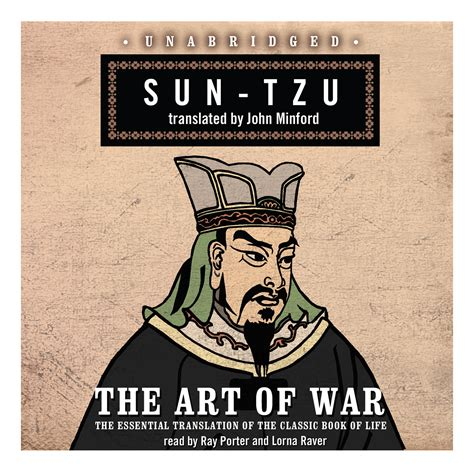 • UNABRIDGED •
SUN-TZU
translated by John Minford
THE ART OF WAR
THE ESSENTIAL TRANSLATION OF THE CLASSIC BOOK OF LIFE
read by Ray Porter and Lorna Raver